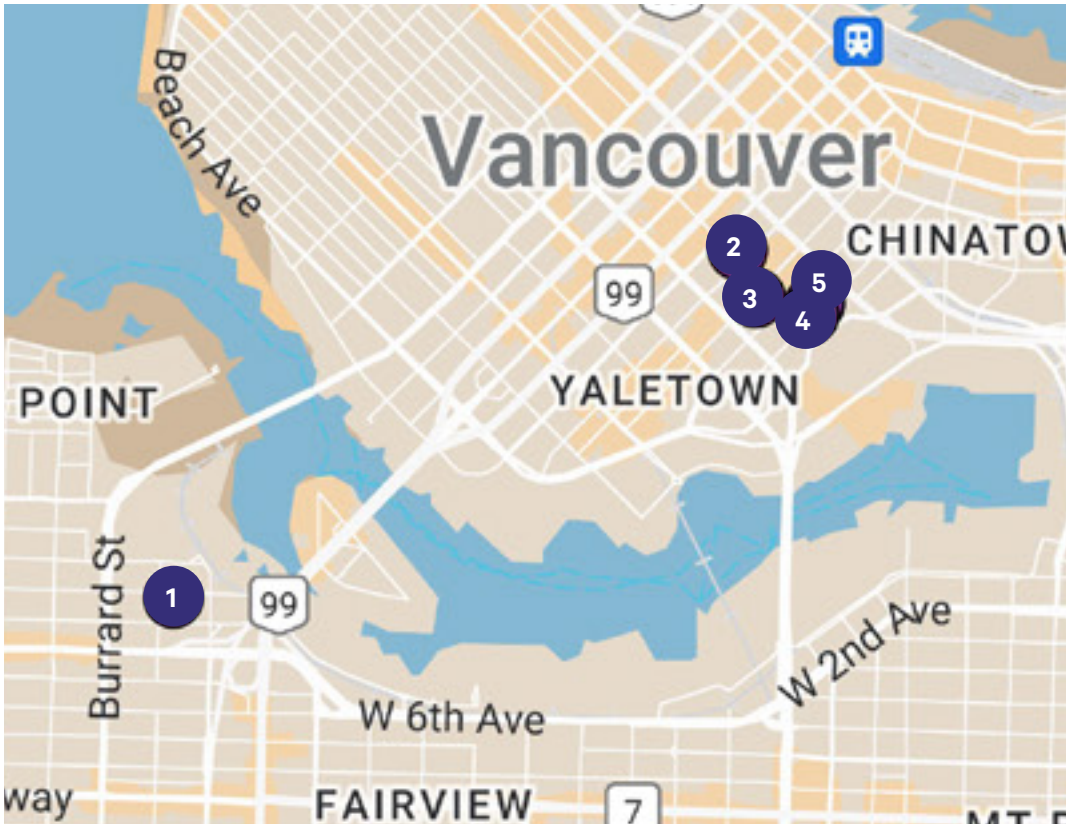 Beach Ave
Vancouver
2
CHINATOW
5
3
99
4
YALETOWN
POINT
Burrard St
1
99
W 2nd Ave
W 6th Ave
way
FAIRVIEW
7